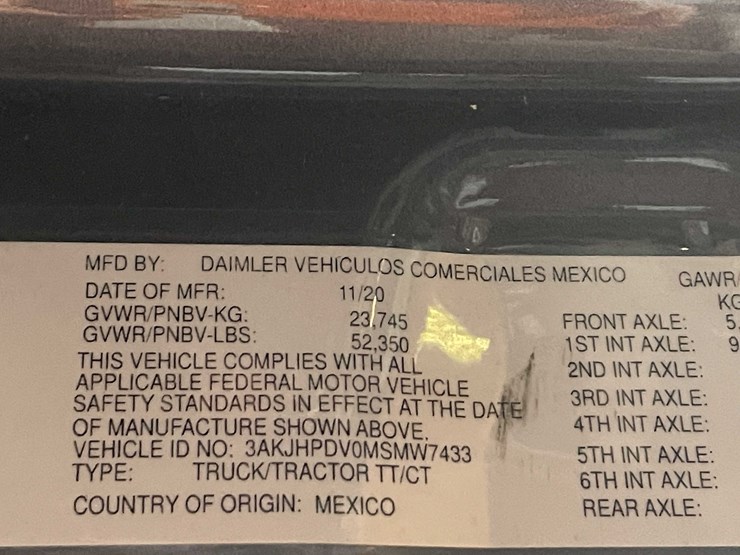 MFD BY: DAIMLER VEHICULOS COMERCIALES MEXICO GAWR/
DATE OF MFR: 11/20 KG
GVWR/PNBV-KG: 23,745 FRONT AXLE: 5,
GVWR/PNBV-LBS: 52,350 1ST INT AXLE: 9
THIS VEHICLE COMPLIES WITH ALL 2ND INT AXLE:
APPLICABLE FEDERAL MOTOR VEHICLE 3RD INT AXLE:
SAFETY STANDARDS IN EFFECT AT THE DATE 4TH INT AXLE:
OF MANUFACTURE SHOWN ABOVE.
VEHICLE ID NO: 3AKJHPDV0MSMW7433 5TH INT AXLE:
TYPE: TRUCK/TRACTOR TT/CT 6TH INT AXLE:
COUNTRY OF ORIGIN: MEXICO REAR AXLE: